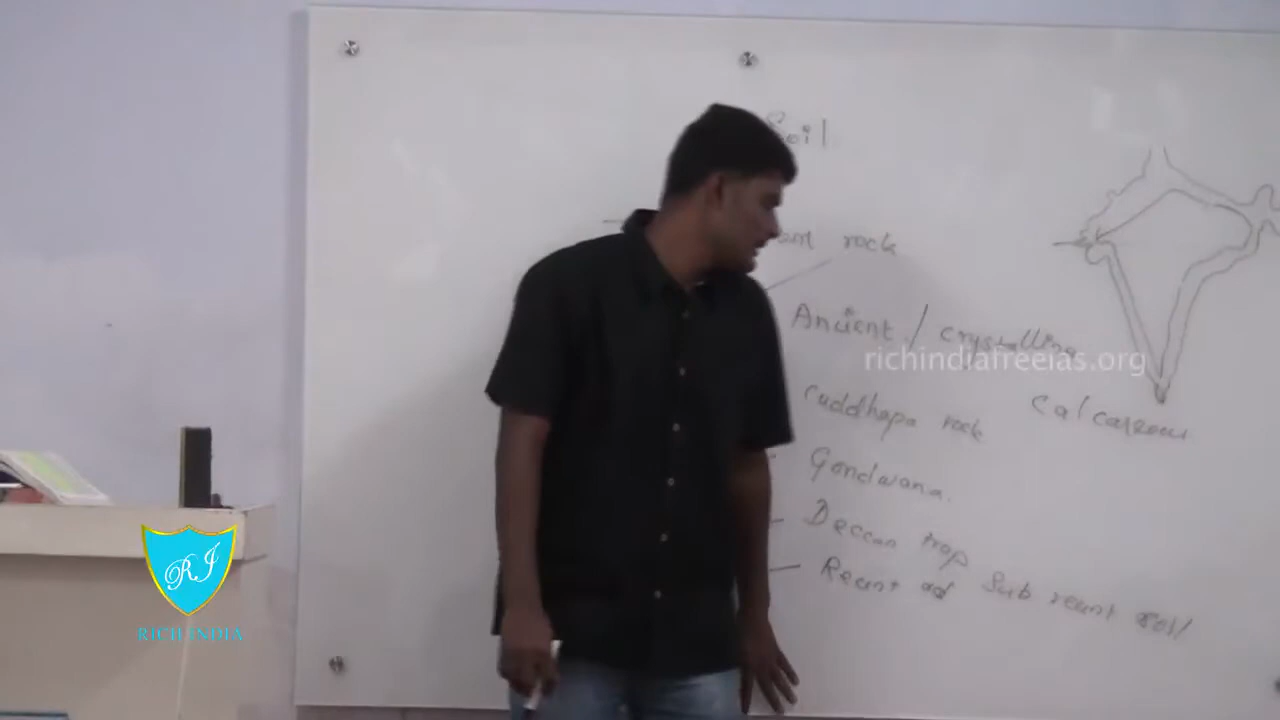 Soil
rock
Ancient / crystalline
richindiafreeias.org
Cuddhapa rock
Calcareous
Gondwana.
Deccan trap
Recent and Sub recent soil
RJ
RICH INDIA